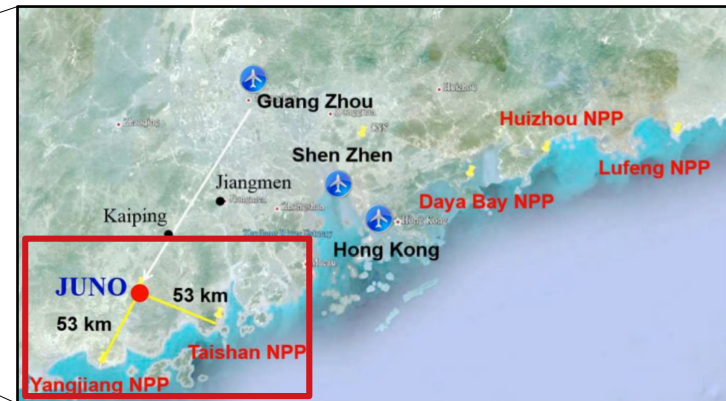 Guang Zhou
Huizhou NPP
Shen Zhen
Lufeng NPP
Jiangmen
Daya Bay NPP
Kaiping
Hong Kong
JUNO
53 km
53 km
Taishan NPP
Yangjiang NPP